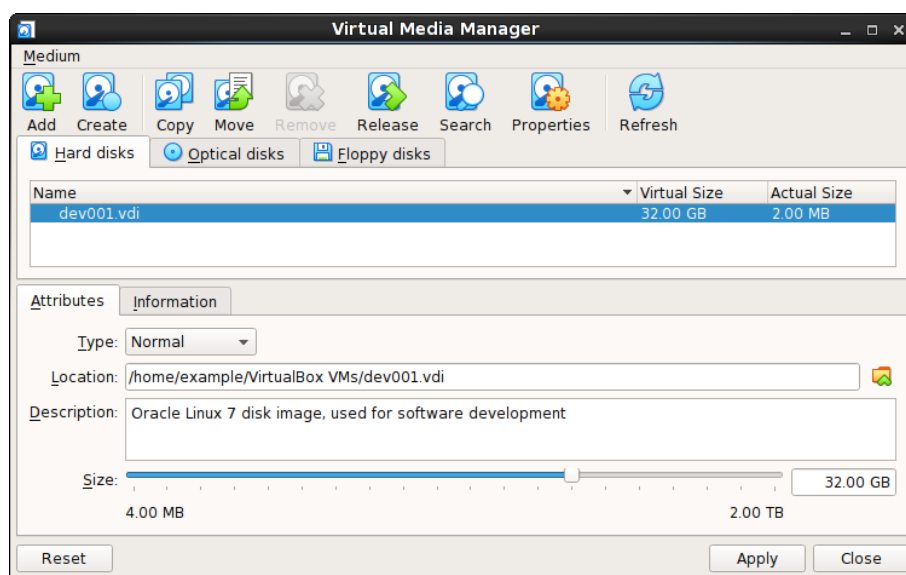 Virtual Media Manager
Medium
Add Create Copy Move Remove Release Search Properties Refresh
Hard disks Optical disks Floppy disks
Name Virtual Size Actual Size
dev001.vdi 32.00 GB 2.00 MB
Attributes Information
Type: Normal
Location: /home/example/VirtualBox VMs/dev001.vdi
Description: Oracle Linux 7 disk image, used for software development
Size: 32.00 GB
4.00 MB 2.00 TB
Reset Apply Close